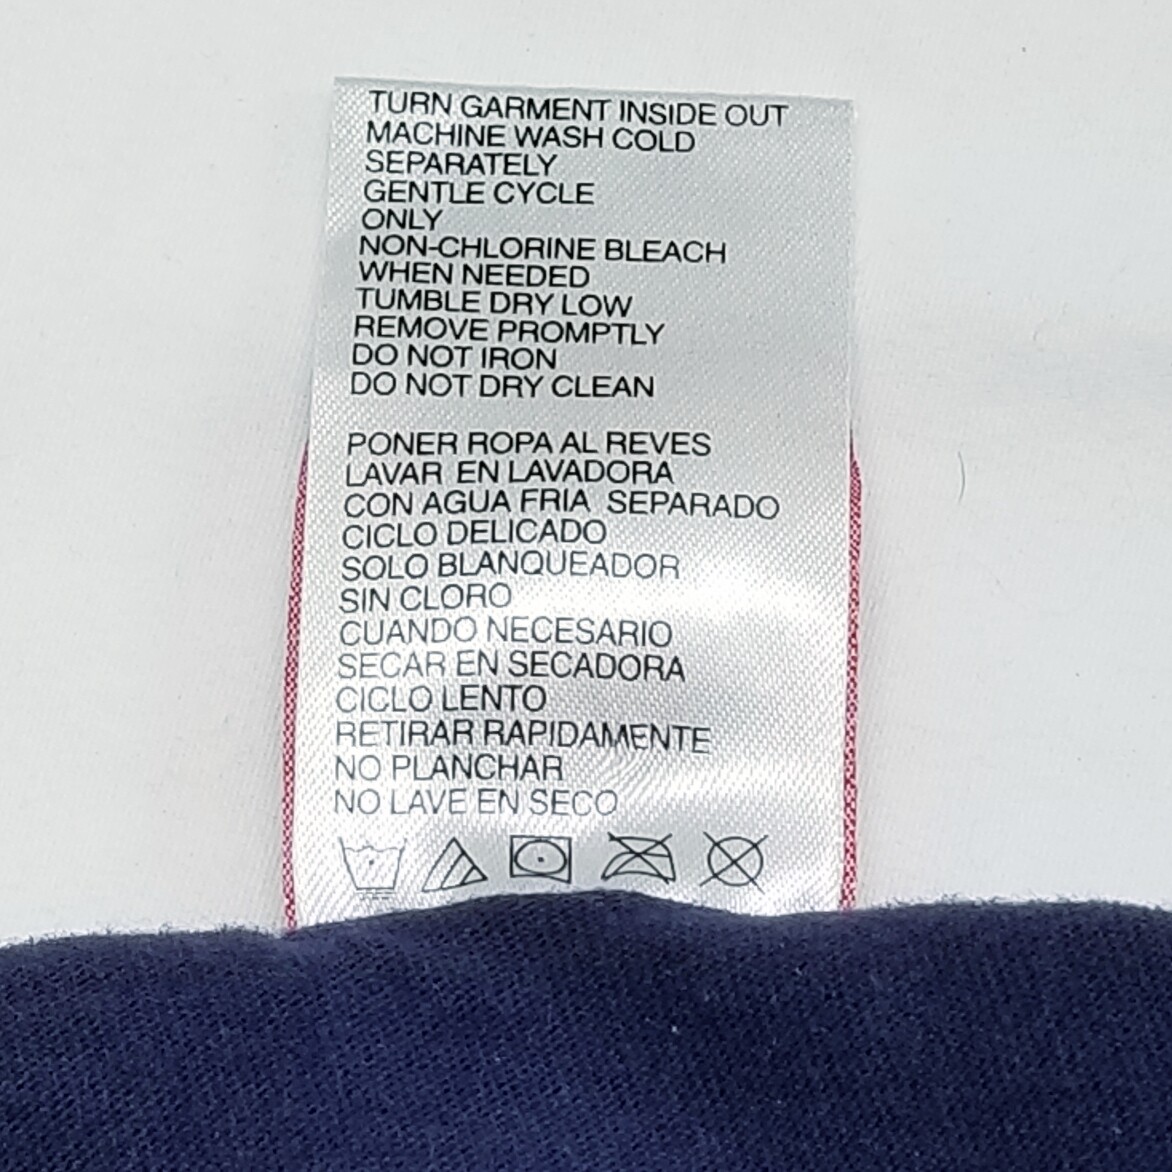 TURN GARMENT INSIDE OUT
MACHINE WASH COLD
SEPARATELY
GENTLE CYCLE
ONLY
NON-CHLORINE BLEACH
WHEN NEEDED
TUMBLE DRY LOW
REMOVE PROMPTLY
DO NOT IRON
DO NOT DRY CLEAN
PONER ROPA AL REVES
LAVAR EN LAVADORA
CON AGUA FRIA SEPARADO
CICLO DELICADO
SOLO BLANQUEADOR
SIN CLORO
CUANDO NECESARIO
SECAR EN SECADORA
CICLO LENTO
RETIRAR RAPIDAMENTE
NO PLANCHAR
NO LAVE EN SECO